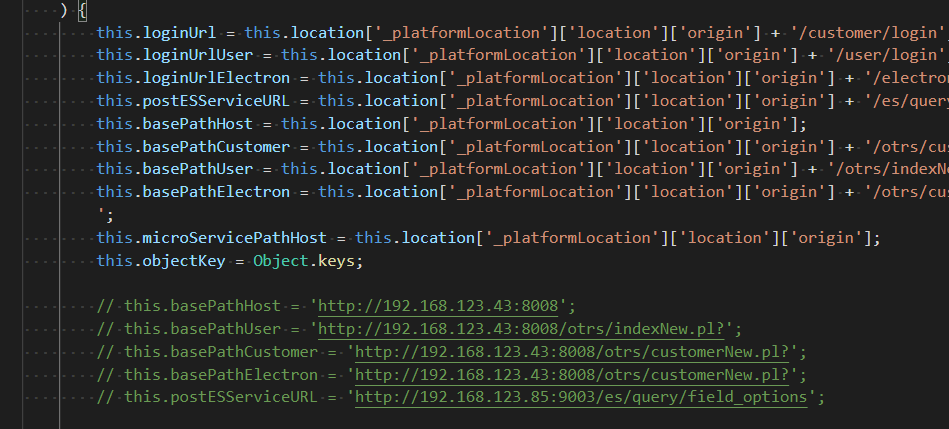 ) {
this.loginUrl = this.location['_platformLocation']['location']['origin'] + '/customer/login'
this.loginUrlUser = this.location['_platformLocation']['location']['origin'] + '/user/login'
this.loginUrlElectron = this.location['_platformLocation']['location']['origin'] + '/electron
this.postESServiceURL = this.location['_platformLocation']['location']['origin'] + '/es/query
this.basePathHost = this.location['_platformLocation']['location']['origin'];
this.basePathCustomer = this.location['_platformLocation']['location']['origin'] + '/otrs/cus
this.basePathUser = this.location['_platformLocation']['location']['origin'] + '/otrs/indexNe
this.basePathElectron = this.location['_platformLocation']['location']['origin'] + '/otrs/cus
';
this.microServicePathHost = this.location['_platformLocation']['location']['origin'];
this.objectKey = Object.keys;
// this.basePathHost = 'http://192.168.123.43:8008';
// this.basePathUser = 'http://192.168.123.43:8008/otrs/indexNew.pl?';
// this.basePathCustomer = 'http://192.168.123.43:8008/otrs/customerNew.pl?';
// this.basePathElectron = 'http://192.168.123.43:8008/otrs/customerNew.pl?';
// this.postESServiceURL = 'http://192.168.123.85:9003/es/query/field_options';